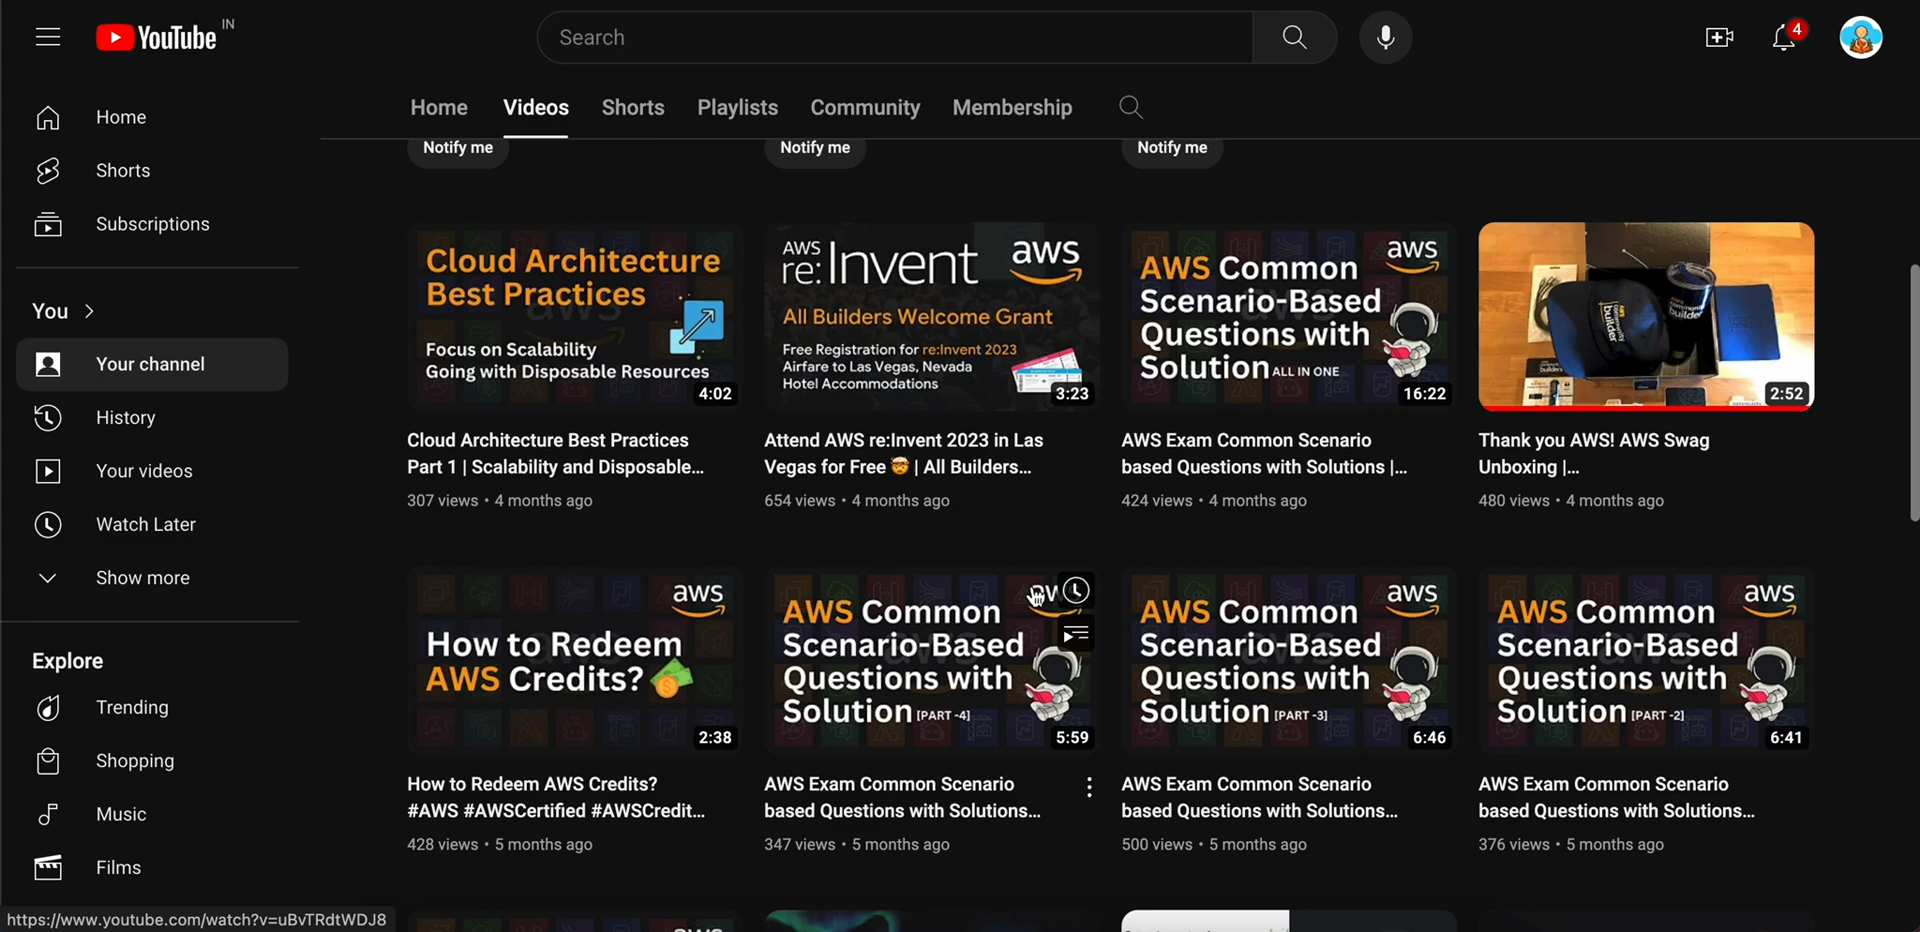 YouTube IN
Search
4
Home
Shorts
Subscriptions
You
Your channel
History
Your videos
Watch Later
Show more
Explore
Trending
Shopping
Music
Films
Home Videos Shorts Playlists Community Membership
Notify me Notify me Notify me
Cloud Architecture
Best Practices
Focus on Scalability
Going with Disposable Resources
4:02
Cloud Architecture Best Practices
Part 1 | Scalability and Disposable...
307 views • 4 months ago
AWS
re:Invent
aws
All Builders Welcome Grant
Free Registration for re:Invent 2023
Airfare to Las Vegas, Nevada
Hotel Accommodations
3:23
Attend AWS re:Invent 2023 in Las
Vegas for Free 🤯 | All Builders...
654 views • 4 months ago
aws
AWS Common
Scenario-Based
Questions with
Solution ALL IN ONE
16:22
AWS Exam Common Scenario
based Questions with Solutions |...
424 views • 4 months ago
2:52
Thank you AWS! AWS Swag
Unboxing |...
480 views • 4 months ago
aws
How to Redeem
AWS Credits?
2:38
How to Redeem AWS Credits?
#AWS #AWSCertified #AWSCredit...
428 views • 5 months ago
AWS Common
Scenario-Based
Questions with
Solution [PART -4]
5:59
AWS Exam Common Scenario
based Questions with Solutions...
347 views • 5 months ago
aws
AWS Common
Scenario-Based
Questions with
Solution [PART -3]
6:46
AWS Exam Common Scenario
based Questions with Solutions...
500 views • 5 months ago
aws
AWS Common
Scenario-Based
Questions with
Solution [PART -2]
6:41
AWS Exam Common Scenario
based Questions with Solutions...
376 views • 5 months ago
https://www.youtube.com/watch?v=uBvTRdtWDJ8